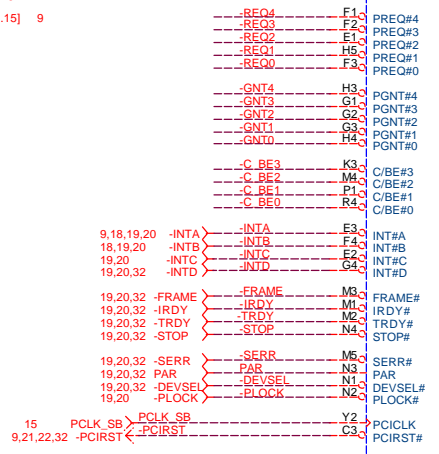 .15] 9
-REQ4 F1 PREQ#4
-REQ3 F2 PREQ#3
-REQ2 E1 PREQ#2
-REQ1 H5 PREQ#1
-REQ0 F3 PREQ#0
-GNT4 H3 PGNT#4
-GNT3 G1 PGNT#3
-GNT2 G2 PGNT#2
-GNT1 G3 PGNT#1
-GNT0 H4 PGNT#0
-C_BE3 K3 C/BE#3
-C_BE2 M4 C/BE#2
-C_BE1 P1 C/BE#1
-C_BE0 R4 C/BE#0
9,18,19,20 -INTA -INTA E3 INT#A
18,19,20 -INTB -INTB F4 INT#B
19,20 -INTC -INTC E2 INT#C
19,20,32 -INTD -INTD G4 INT#D
19,20,32 -FRAME -FRAME M3 FRAME#
19,20,32 -IRDY -IRDY M1 IRDY#
19,20,32 -TRDY -TRDY M2 TRDY#
19,20,32 -STOP -STOP N4 STOP#
19,20,32 -SERR -SERR M5 SERR#
19,20,32 PAR PAR N3 PAR
19,20,32 -DEVSEL -DEVSEL N1 DEVSEL#
19,20 -PLOCK -PLOCK N2 PLOCK#
15 PCLK_SB PCLK_SB Y2 PCICLK
9,21,22,32 -PCIRST -PCIRST C3 PCIRST#